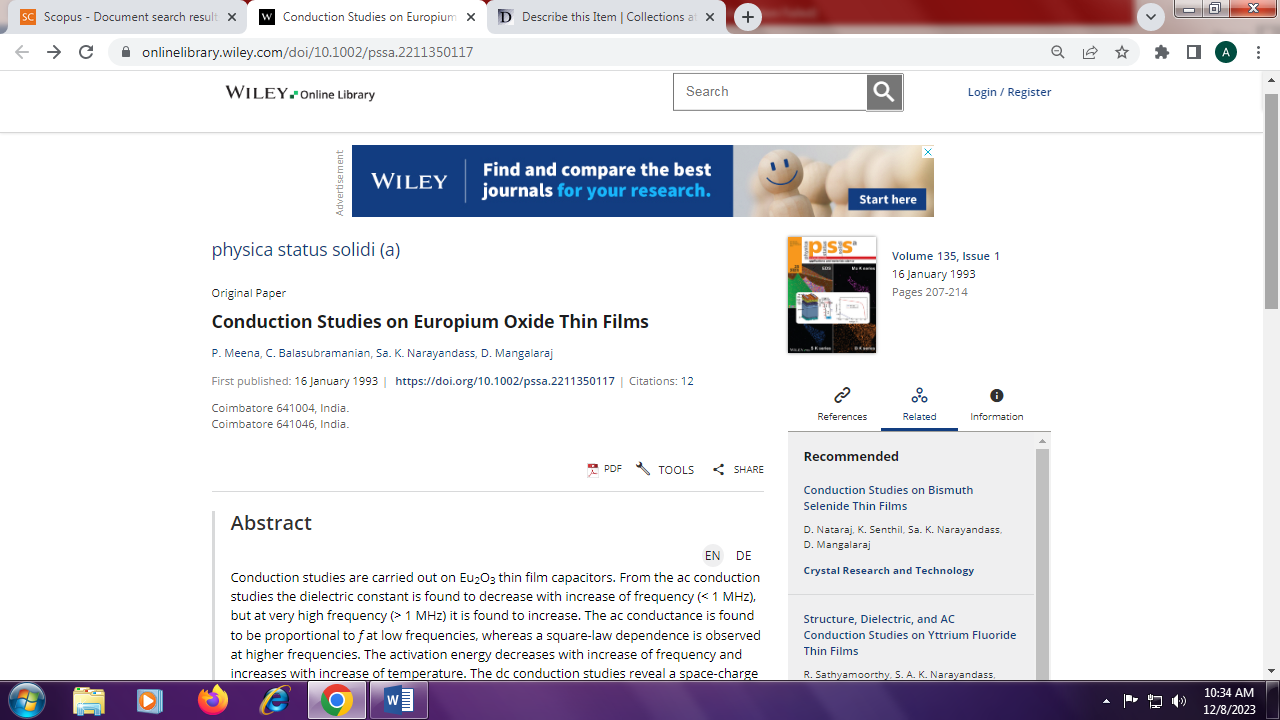 Scopus - Document search result
Conduction Studies on Europium
Describe this Item | Collections a
onlinelibrary.wiley.com/doi/10.1002/pssa.2211350117
A
WILEY Online Library
Search
Login / Register
Advertisement
WILEY
Find and compare the best
journals for your research.
Start here
physica status solidi (a)
Original Paper
Conduction Studies on Europium Oxide Thin Films
P. Meena, C. Balasubramanian, Sa. K. Narayandass, D. Mangalaraj
First published: 16 January 1993 | https://doi.org/10.1002/pssa.2211350117 | Citations: 12
Coimbatore 641004, India.
Coimbatore 641046, India.
PDF TOOLS SHARE
Abstract
EN DE
Conduction studies are carried out on Eu₂O₃ thin film capacitors. From the ac conduction
studies the dielectric constant is found to decrease with increase of frequency (< 1 MHz),
but at very high frequency (> 1 MHz) it is found to increase. The ac conductance is found
to be proportional to f at low frequencies, whereas a square-law dependence is observed
at higher frequencies. The activation energy decreases with increase of frequency and
increases with increase of temperature. The dc conduction studies reveal a space-charge
pss a
Volume 135, Issue 1
16 January 1993
Pages 207-214
References Related Information
Recommended
Conduction Studies on Bismuth
Selenide Thin Films
D. Nataraj, K. Senthil, Sa. K. Narayandass,
D. Mangalaraj
Crystal Research and Technology
Structure, Dielectric, and AC
Conduction Studies on Yttrium Fluoride
Thin Films
R. Sathyamoorthy, S. A. K. Narayandass,
10:34 AM
12/8/2023